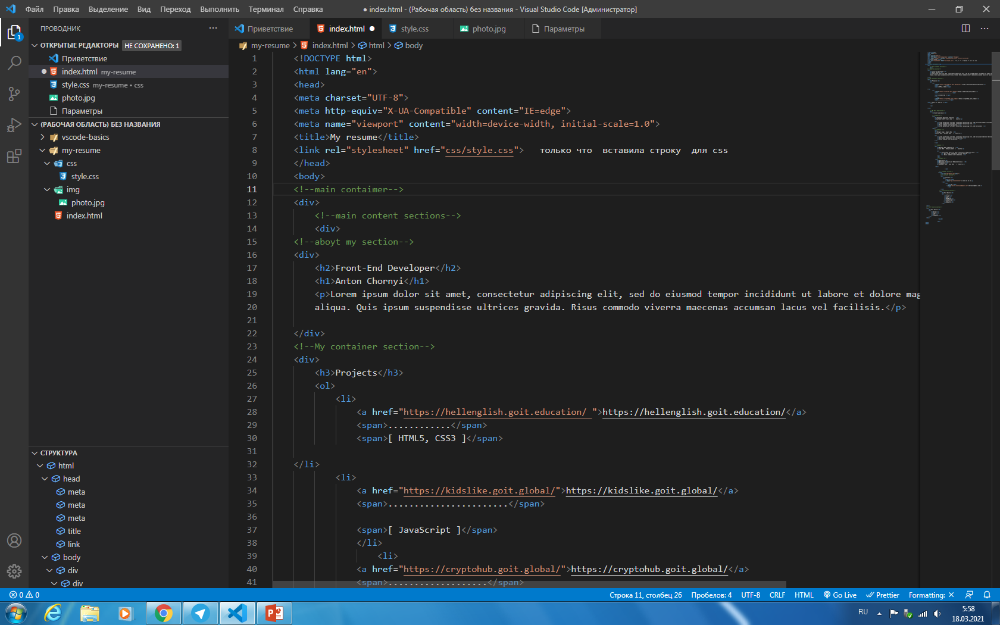 Файл Правка Выделение Вид Переход Выполнить Терминал Справка
● index.html - (Рабочая область) без названия - Visual Studio Code [Администратор]
ПРОВОДНИК
ОТКРЫТЫЕ РЕДАКТОРЫ НЕ СОХРАНЕНО: 1
Приветствие
index.html my-resume
style.css my-resume • css
photo.jpg
Параметры
(РАБОЧАЯ ОБЛАСТЬ) БЕЗ НАЗВАНИЯ
vscode-basics
my-resume
css
style.css
img
photo.jpg
index.html
СТРУКТУРА
html
head
meta
meta
meta
title
link
body
div
div
Приветствие index.html style.css photo.jpg Параметры
my-resume > index.html > html > body
1 <!DOCTYPE html>
2 <html lang="en">
3 <head>
4 <meta charset="UTF-8">
5 <meta http-equiv="X-UA-Compatible" content="IE=edge">
6 <meta name="viewport" content="width=device-width, initial-scale=1.0">
7 <title>My resume</title>
8 <link rel="stylesheet" href="css/style.css"> только что вставила строку для css
9 </head>
10 <body>
11 <!--main contaimer-->
12 <div>
13 <!--main content sections-->
14 <div>
15 <!--aboyt my section-->
16 <div>
17 <h2>Front-End Developer</h2>
18 <h1>Anton Chornyi</h1>
19 <p>Lorem ipsum dolor sit amet, consectetur adipiscing elit, sed do eiusmod tempor incididunt ut labore et dolore mag
20 aliqua. Quis ipsum suspendisse ultrices gravida. Risus commodo viverra maecenas accumsan lacus vel facilisis.</p>
21
22 </div>
23 <!--My container section-->
24 <div>
25 <h3>Projects</h3>
26 <ol>
27 <li>
28 <a href="https://hellenglish.goit.education/ ">https://hellenglish.goit.education/</a>
29 <span>............</span>
30 <span>[ HTML5, CSS3 ]</span>
31
32 </li>
33 <li>
34 <a href="https://kidslike.goit.global/">https://kidslike.goit.global/</a>
35 <span>.......................</span>
36
37 <span>[ JavaScript ]</span>
38 </li>
39 <li>
40 <a href="https://cryptohub.goit.global/">https://cryptohub.goit.global/</a>
41 <span>...................</span>
0 0
Строка 11, столбец 26 Пробелов: 4 UTF-8 CRLF HTML Go Live Prettier Formatting: ×
1
RU
5:58
18.03.2021